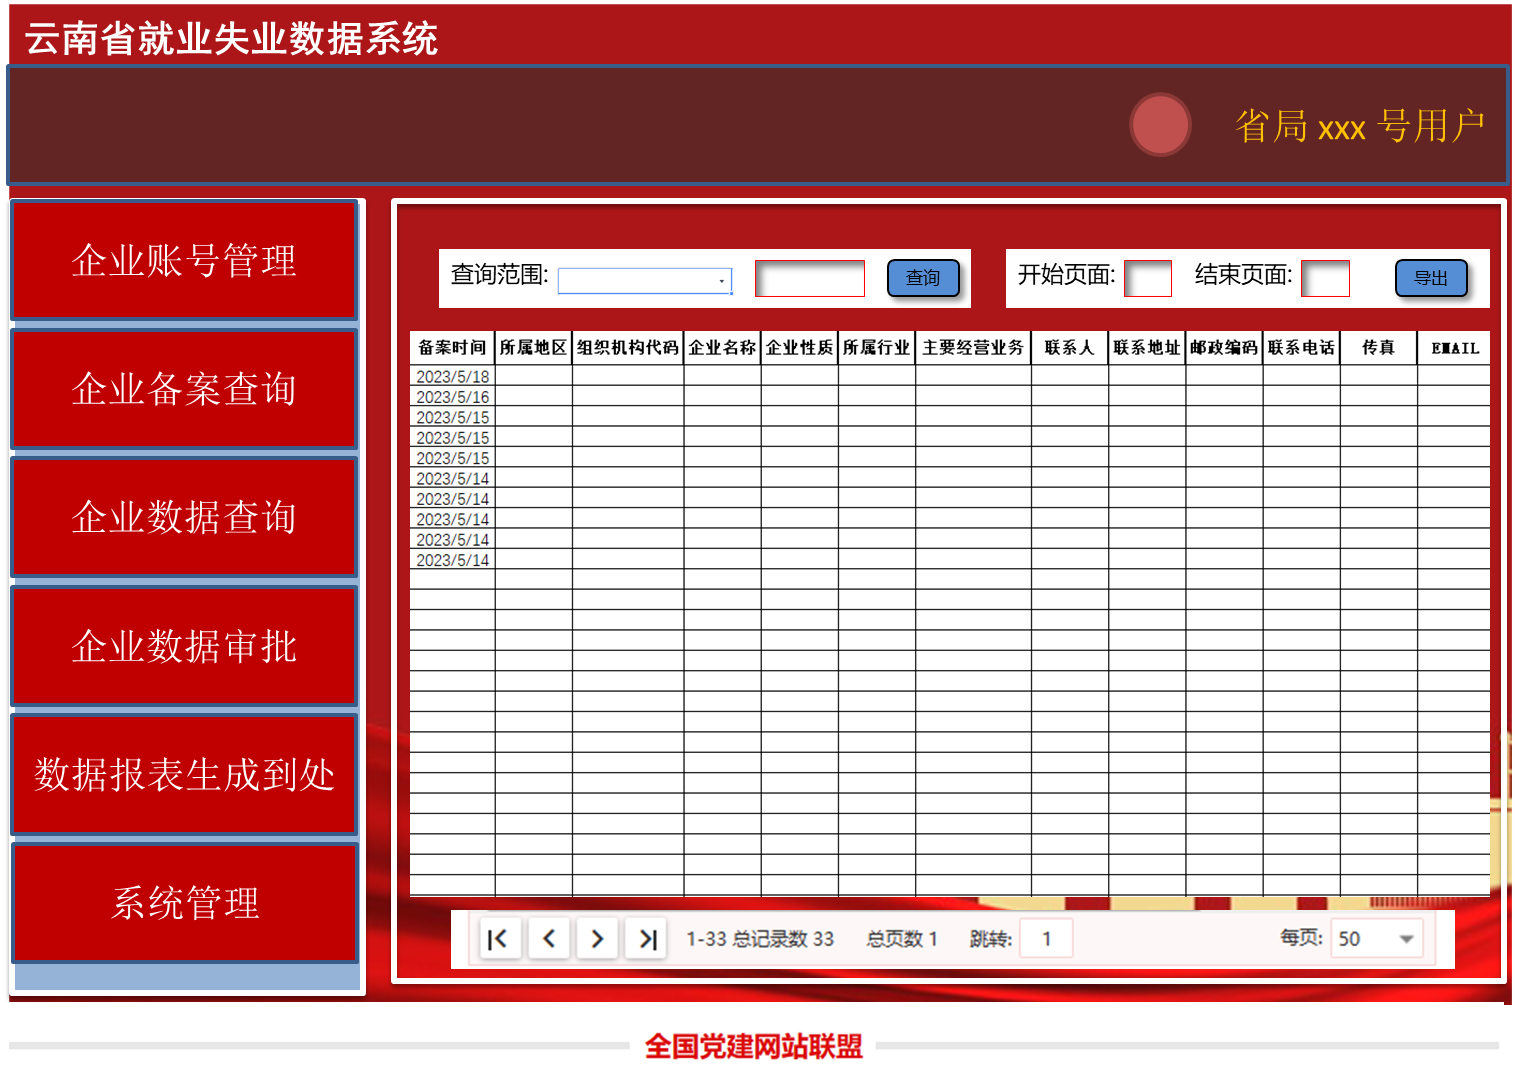 云南省就业失业数据系统
省局 xxx 号用户
企业账号管理
企业备案查询
企业数据查询
企业数据审批
数据报表生成到处
系统管理
查询范围: 查询 开始页面: 结束页面: 导出
备案时间 所属地区 组织机构代码 企业名称 企业性质 所属行业 主要经营业务 联系人 联系地址 邮政编码 联系电话 传真 EMAIL
2023/5/18
2023/5/16
2023/5/15
2023/5/15
2023/5/15
2023/5/14
2023/5/14
2023/5/14
2023/5/14
2023/5/14
1-33 总记录数 33 总页数 1 跳转: 1 每页: 50
全国党建网站联盟